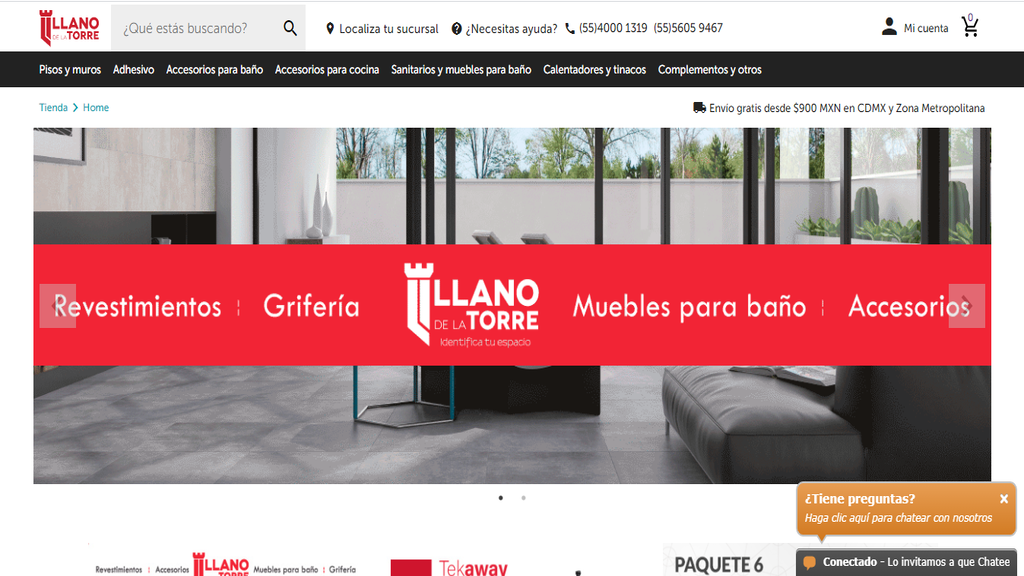 LLANO
DE LA TORRE
¿Qué estás buscando?
Localiza tu sucursal
¿Necesitas ayuda?
(55)4000 1319 (55)5605 9467
Mi cuenta
0
Pisos y muros Adhesivo Accesorios para baño Accesorios para cocina Sanitarios y muebles para baño Calentadores y tinacos Complementos y otros
Tienda Home
Envío gratis desde $900 MXN en CDMX y Zona Metropolitana
Revestimientos Grifería
LLANO
DE LA TORRE
Identifica tu espacio
Muebles para baño Accesorios
¿Tiene preguntas? x
Haga clic aquí para chatear con nosotros
Conectado - Lo invitamos a que Chatee
Revestimientos Accesorios
LLANO
DE LA TORRE
Muebles para baño Grifería
Tekaway
PAQUETE 6